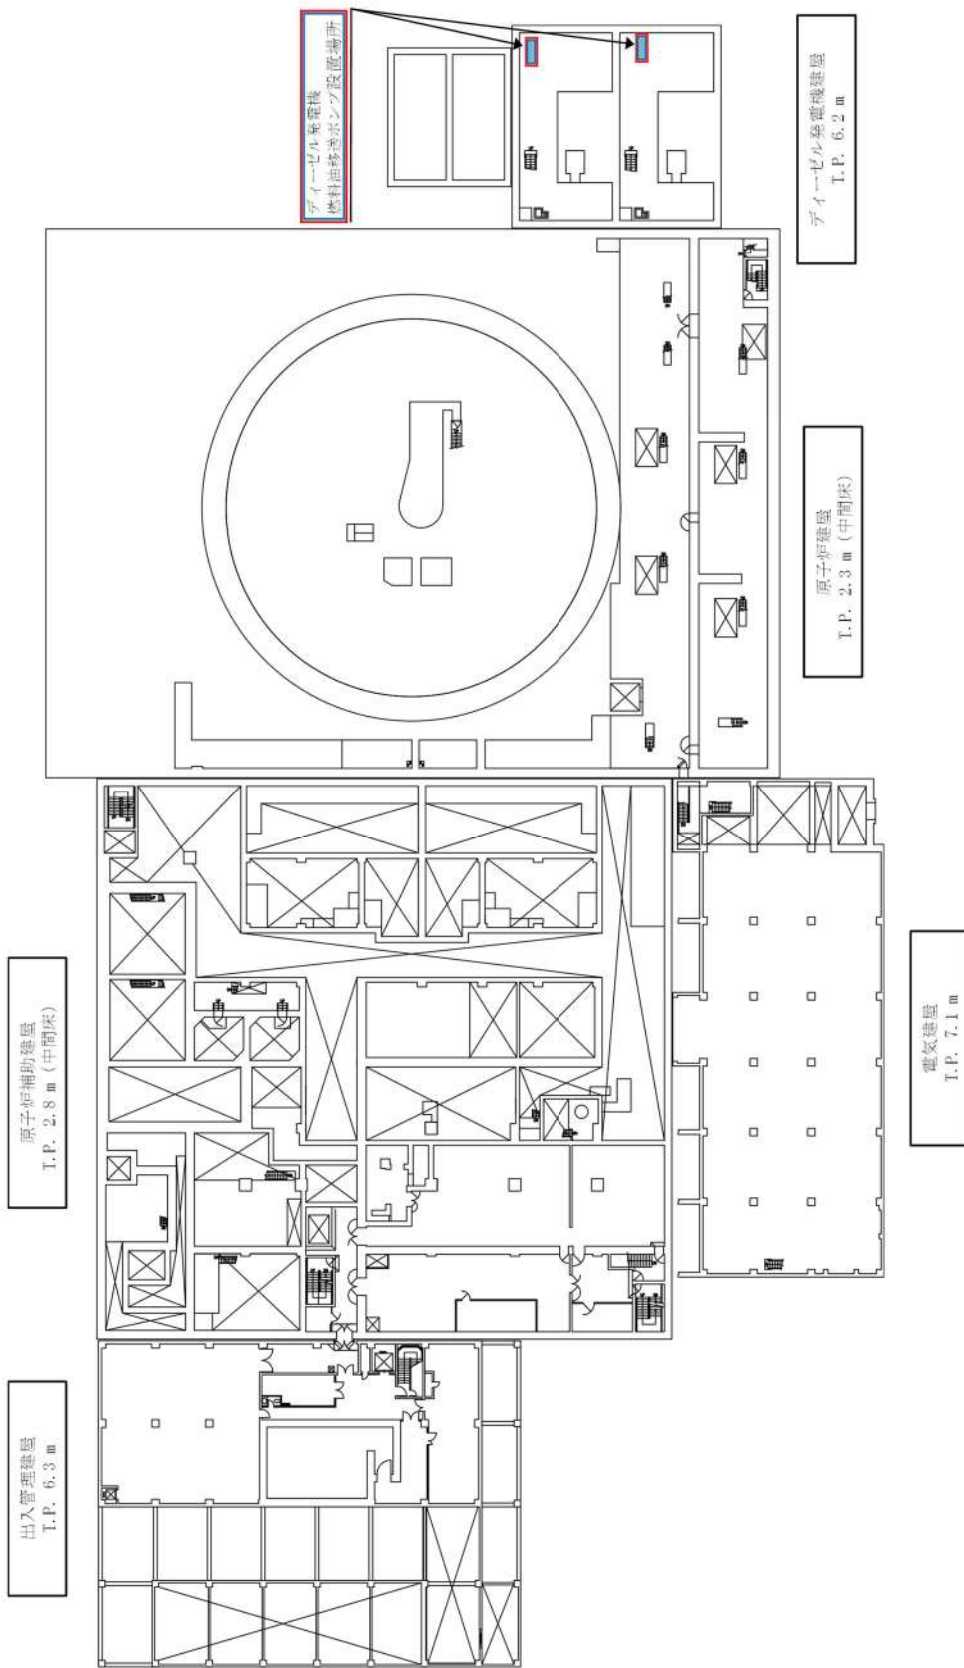 ディーゼル発電機
燃料油移送ポンプ設置場所
ディーゼル発電機建屋
T.P. 6.2 m
原子炉建屋
T.P. 2.3 m (中間床)
原子炉補助建屋
T.P. 2.8 m (中間床)
電気建屋
T.P. 7.1 m
出入管理建屋
T.P. 6.3 m